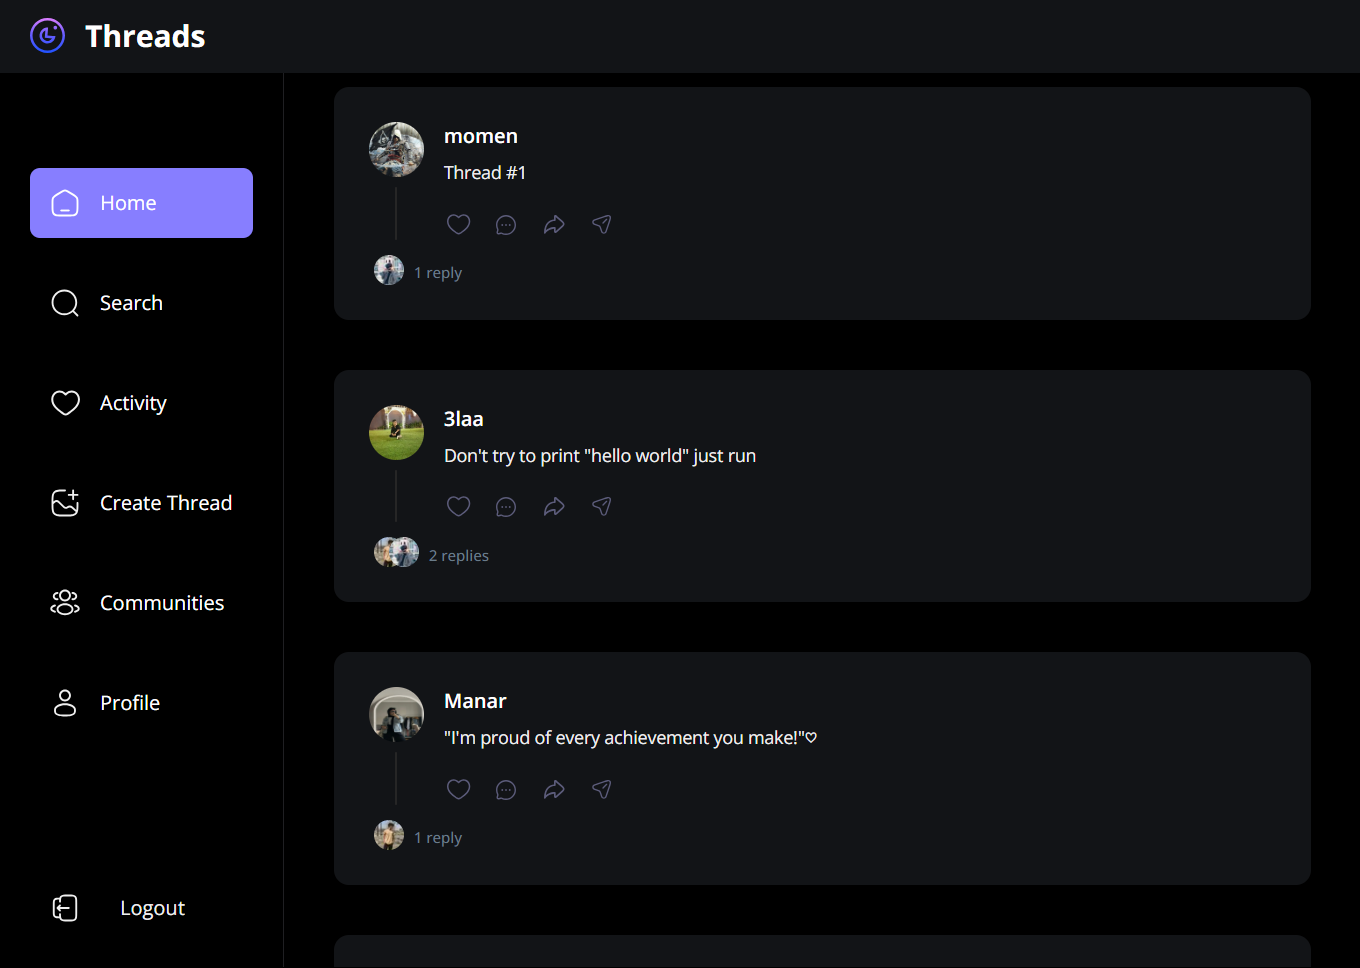 Threads
Home
Search
Activity
Create Thread
Communities
Profile
Logout
momen
Thread #1
1 reply
3laa
Don't try to print "hello world" just run
2 replies
Manar
"I'm proud of every achievement you make!"♡
1 reply